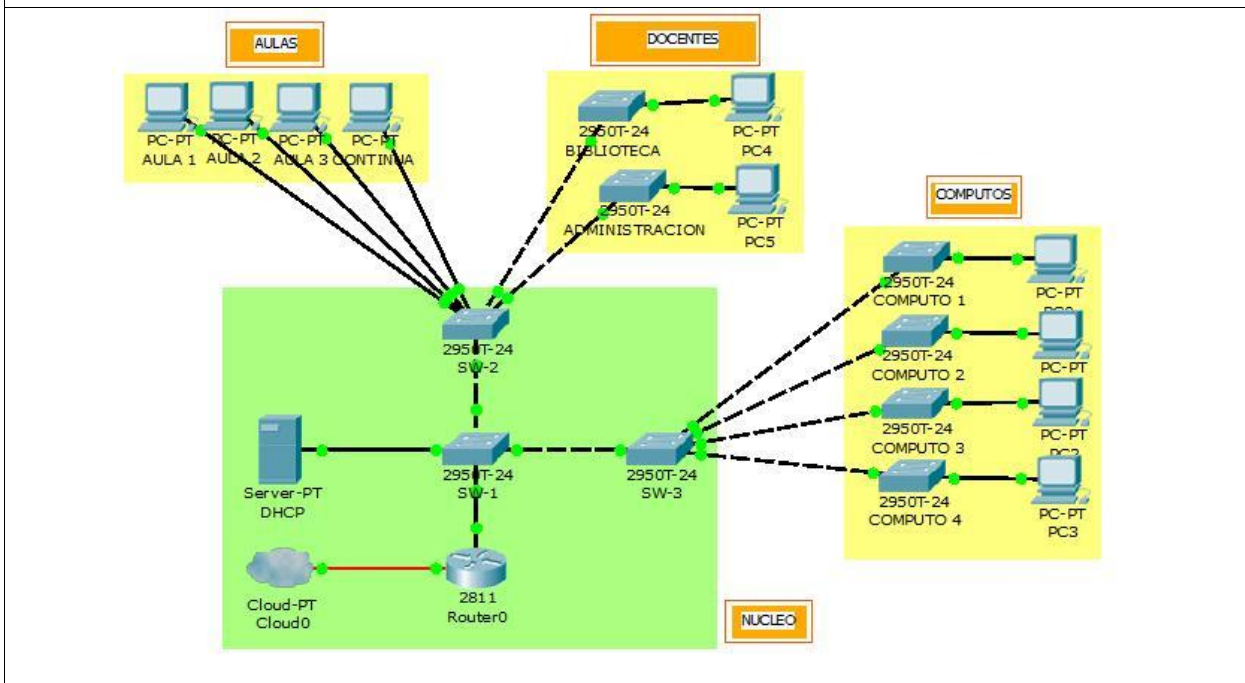 AULAS
PC-PT
AULA 1
PC-PT
AULA 2
PC-PT
AULA 3
PC-PT
CONTINUA
DOCENTES
2950T-24
BIBLIOTECA
PC-PT
PC4
2950T-24
ADMINISTRACION
PC-PT
PC5
COMPUTOS
2950T-24
COMPUTO 1
PC-PT
2950T-24
COMPUTO 2
PC-PT
2950T-24
COMPUTO 3
PC-PT
2950T-24
COMPUTO 4
PC-PT
PC3
2950T-24
SW-2
2950T-24
SW-1
2950T-24
SW-3
Server-PT
DHCP
Cloud-PT
Cloud0
2811
Router0
NUCLEO